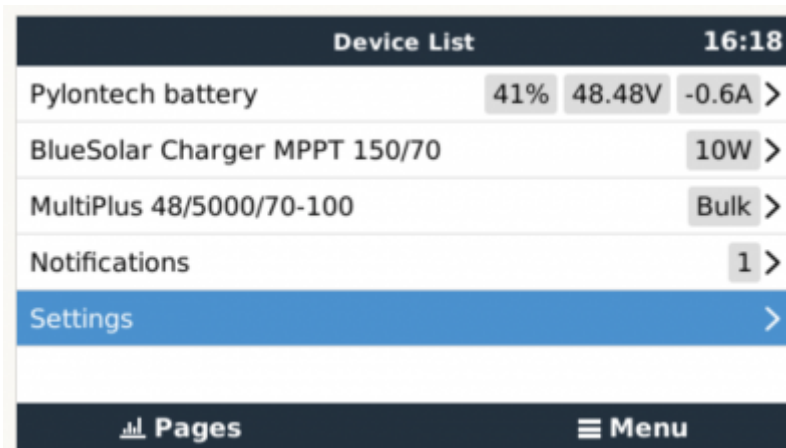 Device List 16:18
Pylontech battery 41% 48.48V -0.6A
BlueSolar Charger MPPT 150/70 10W
MultiPlus 48/5000/70-100 Bulk
Notifications 1
Settings
Pages Menu